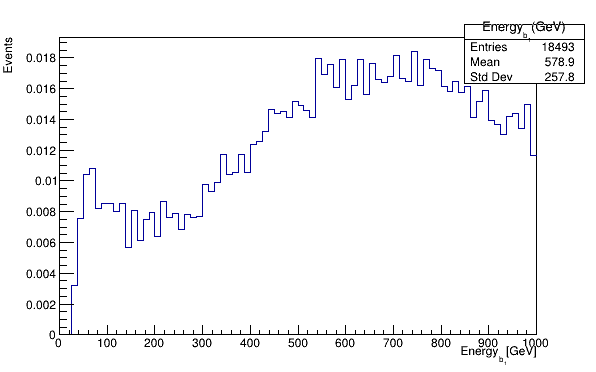 Energy_b_1(GeV)
Entries 18493
Mean 578.9
Std Dev 257.8
Events
0.018
0.016
0.014
0.012
0.01
0.008
0.006
0.004
0.002
0
0 100 200 300 400 500 600 700 800 900 1000
Energy_b_1[GeV]